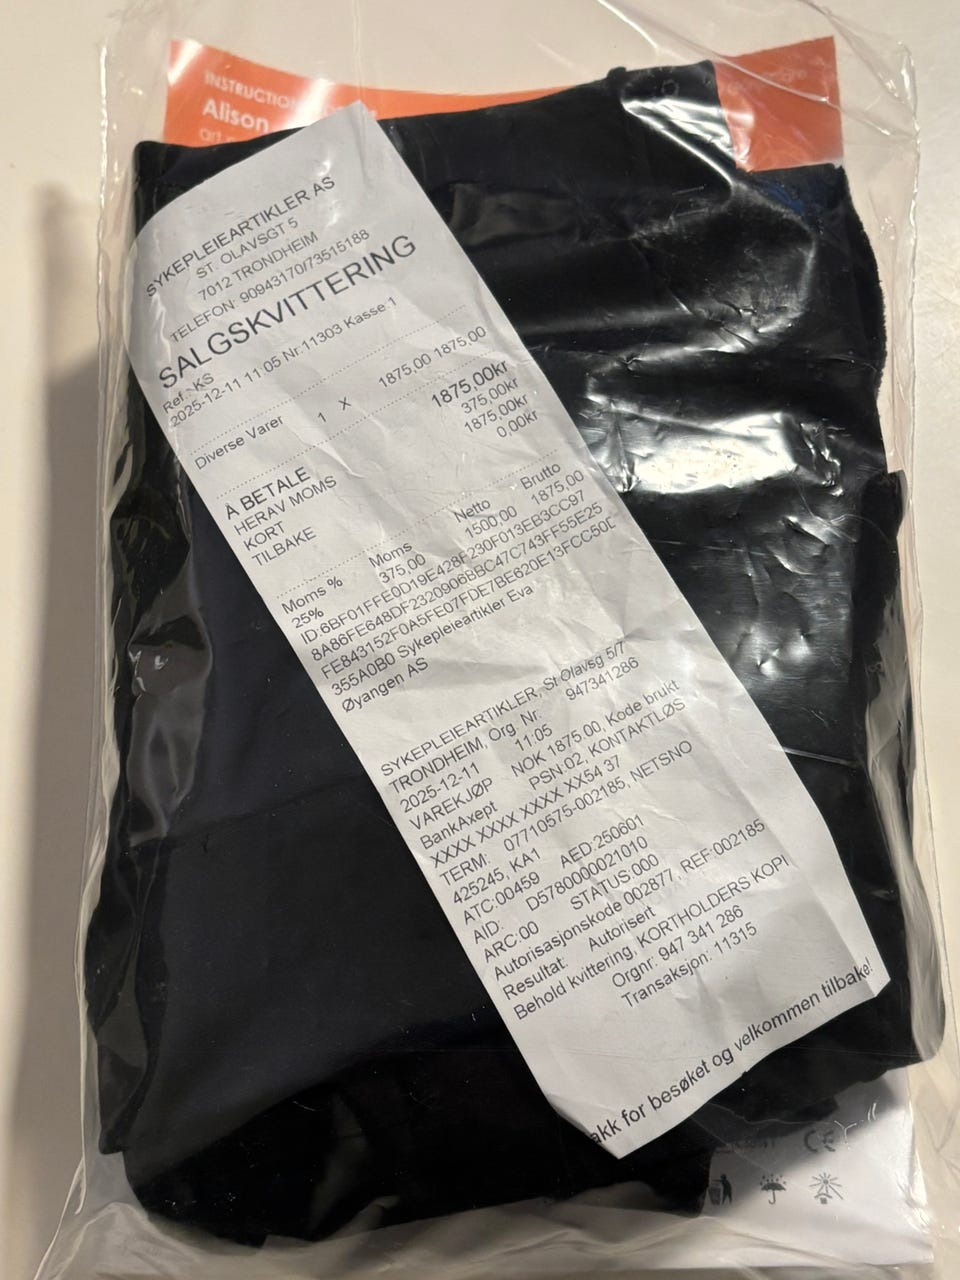 INSTRUCTION
Alison
art
SYKEPLEIEARTIKLER AS
ST. OLAVSGT 5
7012 TRONDHEIM
TELEFON: 90943170/73515188
SALGSKVITTERING
Ref.: KS
2025-12-11 11:05 Nr:11303 Kasse 1
Diverse Varer 1 X 1875,00 1875,00
À BETALE 1875,00kr
HERAV MOMS 375,00kr
KORT 1875,00kr
TILBAKE 0,00kr
Moms % Moms Netto Brutto
25% 375,00 1500,00 1875,00
ID:6BF01FFE0D19E428F230F013EB3CC97
8A86FE648DF2320906BBC47C743FF55E25
FE843152F0A5FE07FDE7BE620E13FCC50D
355A0B0 Sykepleieartikler Eva
Øyangen AS
SYKEPLEIEARTIKLER, St Olavsg 5/7
TRONDHEIM, Org. Nr: 947341286
2025-12-11 11:05
VAREKJØP NOK 1875.00, Kode brukt
BankAxept PSN:02, KONTAKTLØS
XXXX XXXX XXXX XX54 37
TERM: 07710575-002185, NETSNO
425245, KA1
ATC:00459 AED:250601
AID: D5780000021010
ARC:00 STATUS:000
Autorisasjonskode 002877, REF:002185
Resultat: Autorisert
Behold kvittering, KORTHOLDERS KOPI
Orgnr: 947 341 286
Transaksjon: 11315
akk for besøket og velkommen tilbake!
CE